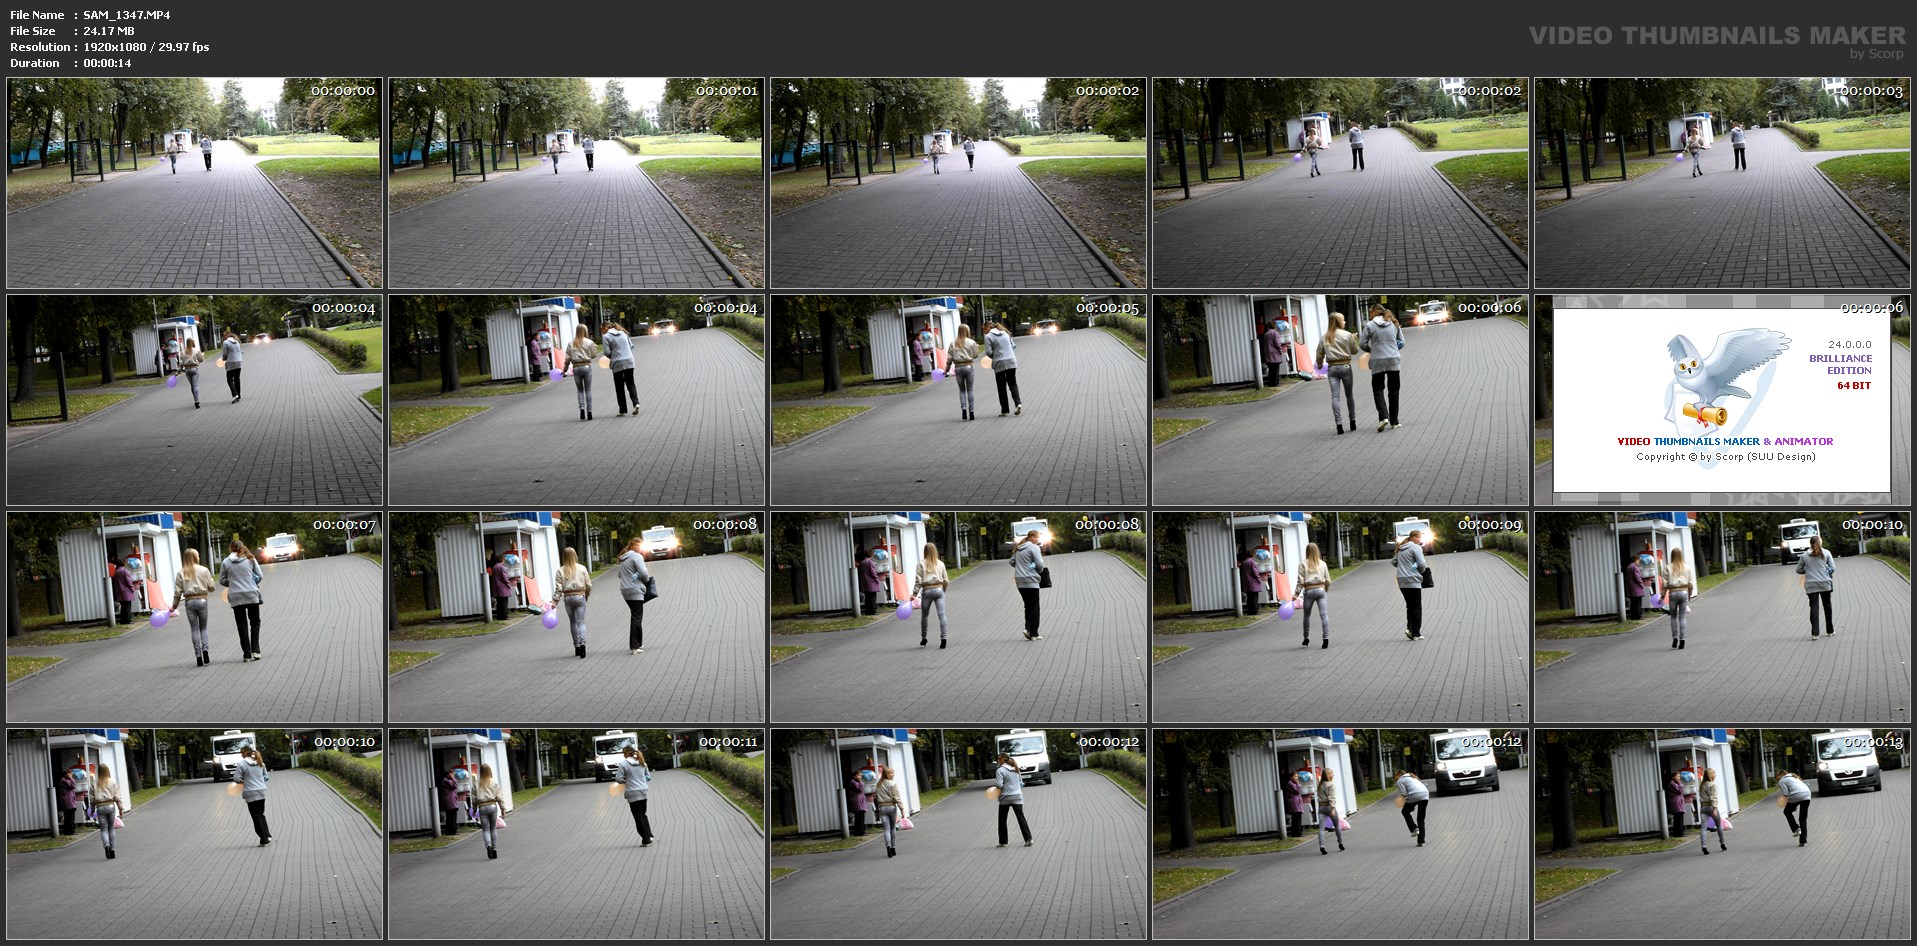 File Name : SAM_1347.MP4
File Size : 24.17 MB
Resolution : 1920x1080 / 29.97 fps
Duration : 00:00:14
VIDEO THUMBNAILS MAKER
by Scorp
00:00:00
00:00:01
00:00:02
00:00:02
00:00:03
00:00:04
00:00:04
00:00:05
00:00:06
00:00:06
24.0.0.0
BRILLIANCE
EDITION
64 BIT
VIDEO THUMBNAILS MAKER & ANIMATOR
Copyright © by Scorp (SUU Design)
00:00:07
00:00:08
00:00:08
00:00:09
00:00:10
00:00:10
00:00:11
00:00:12
00:00:12
00:00:13